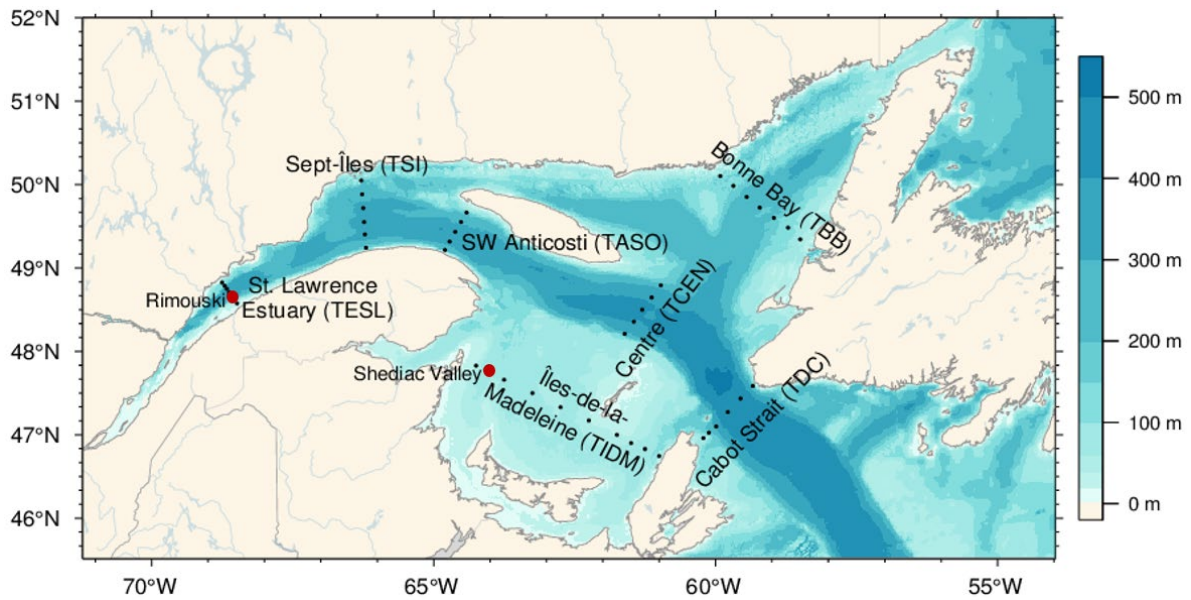 52°N
51°N
50°N
49°N
48°N
47°N
46°N
70°W
65°W
60°W
55°W
Sept-Îles (TSI)
Bonne Bay (TBB)
SW Anticosti (TASO)
Rimouski
St. Lawrence
Estuary (TESL)
Centre (TCEN)
Shediac Valley
Îles-de-la-
Madeleine (TIDM)
Cabot Strait (TDC)
500 m
400 m
300 m
200 m
100 m
0 m